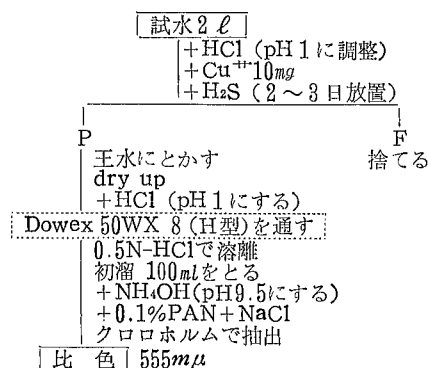 試水2ℓ
+HCl (pH1に調整)
+Cu⁺⁺10mg
+H₂S (2～3日放置)
P F
王水にとかす 捨てる
dry up
+HCl (pH1にする)
Dowex 50WX 8 (H型)を通す
0.5N-HClで溶離
初溜 100mlをとる
+NH₄OH(pH9.5にする)
+0.1%PAN+NaCl
クロロホルムで抽出
比 色 555mμ